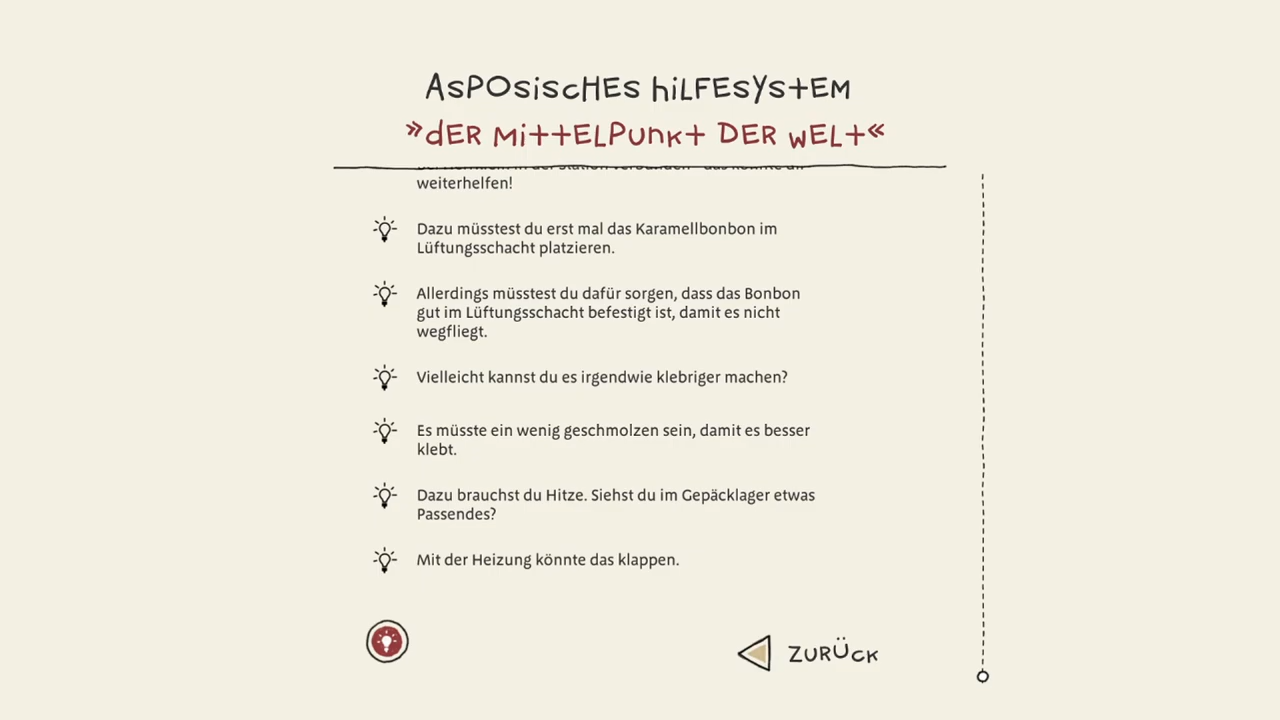 Asposisches Hilfesystem
»Der Mittelpunkt der Welt«
weiterhelfen!
Dazu müsstest du erst mal das Karamellbonbon im
Lüftungsschacht platzieren.
Allerdings müsstest du dafür sorgen, dass das Bonbon
gut im Lüftungsschacht befestigt ist, damit es nicht
wegfliegt.
Vielleicht kannst du es irgendwie klebriger machen?
Es müsste ein wenig geschmolzen sein, damit es besser
klebt.
Dazu brauchst du Hitze. Siehst du im Gepäcklager etwas
Passendes?
Mit der Heizung könnte das klappen.
Zurück